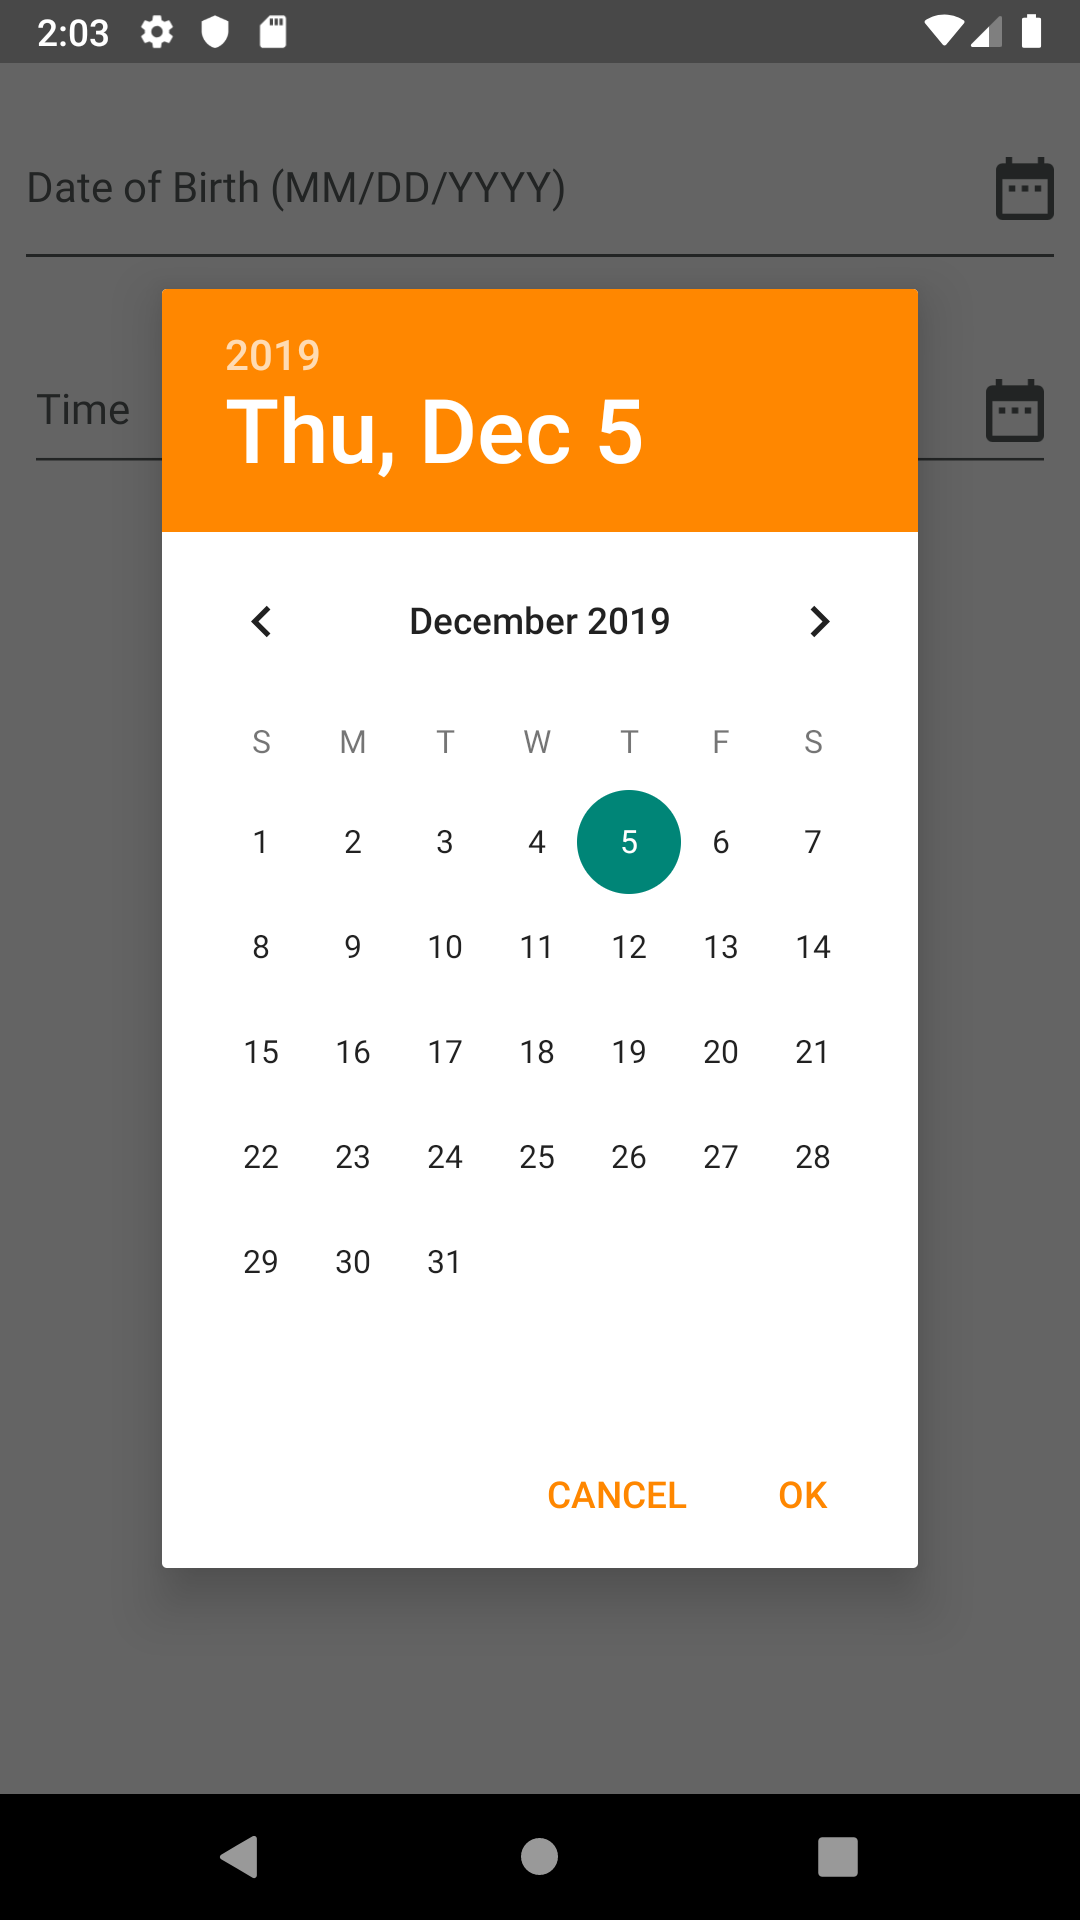 2:03
Date of Birth (MM/DD/YYYY)
Time
2019
Thu, Dec 5
December 2019
S M T W T F S
1 2 3 4 5 6 7
8 9 10 11 12 13 14
15 16 17 18 19 20 21
22 23 24 25 26 27 28
29 30 31
CANCEL OK